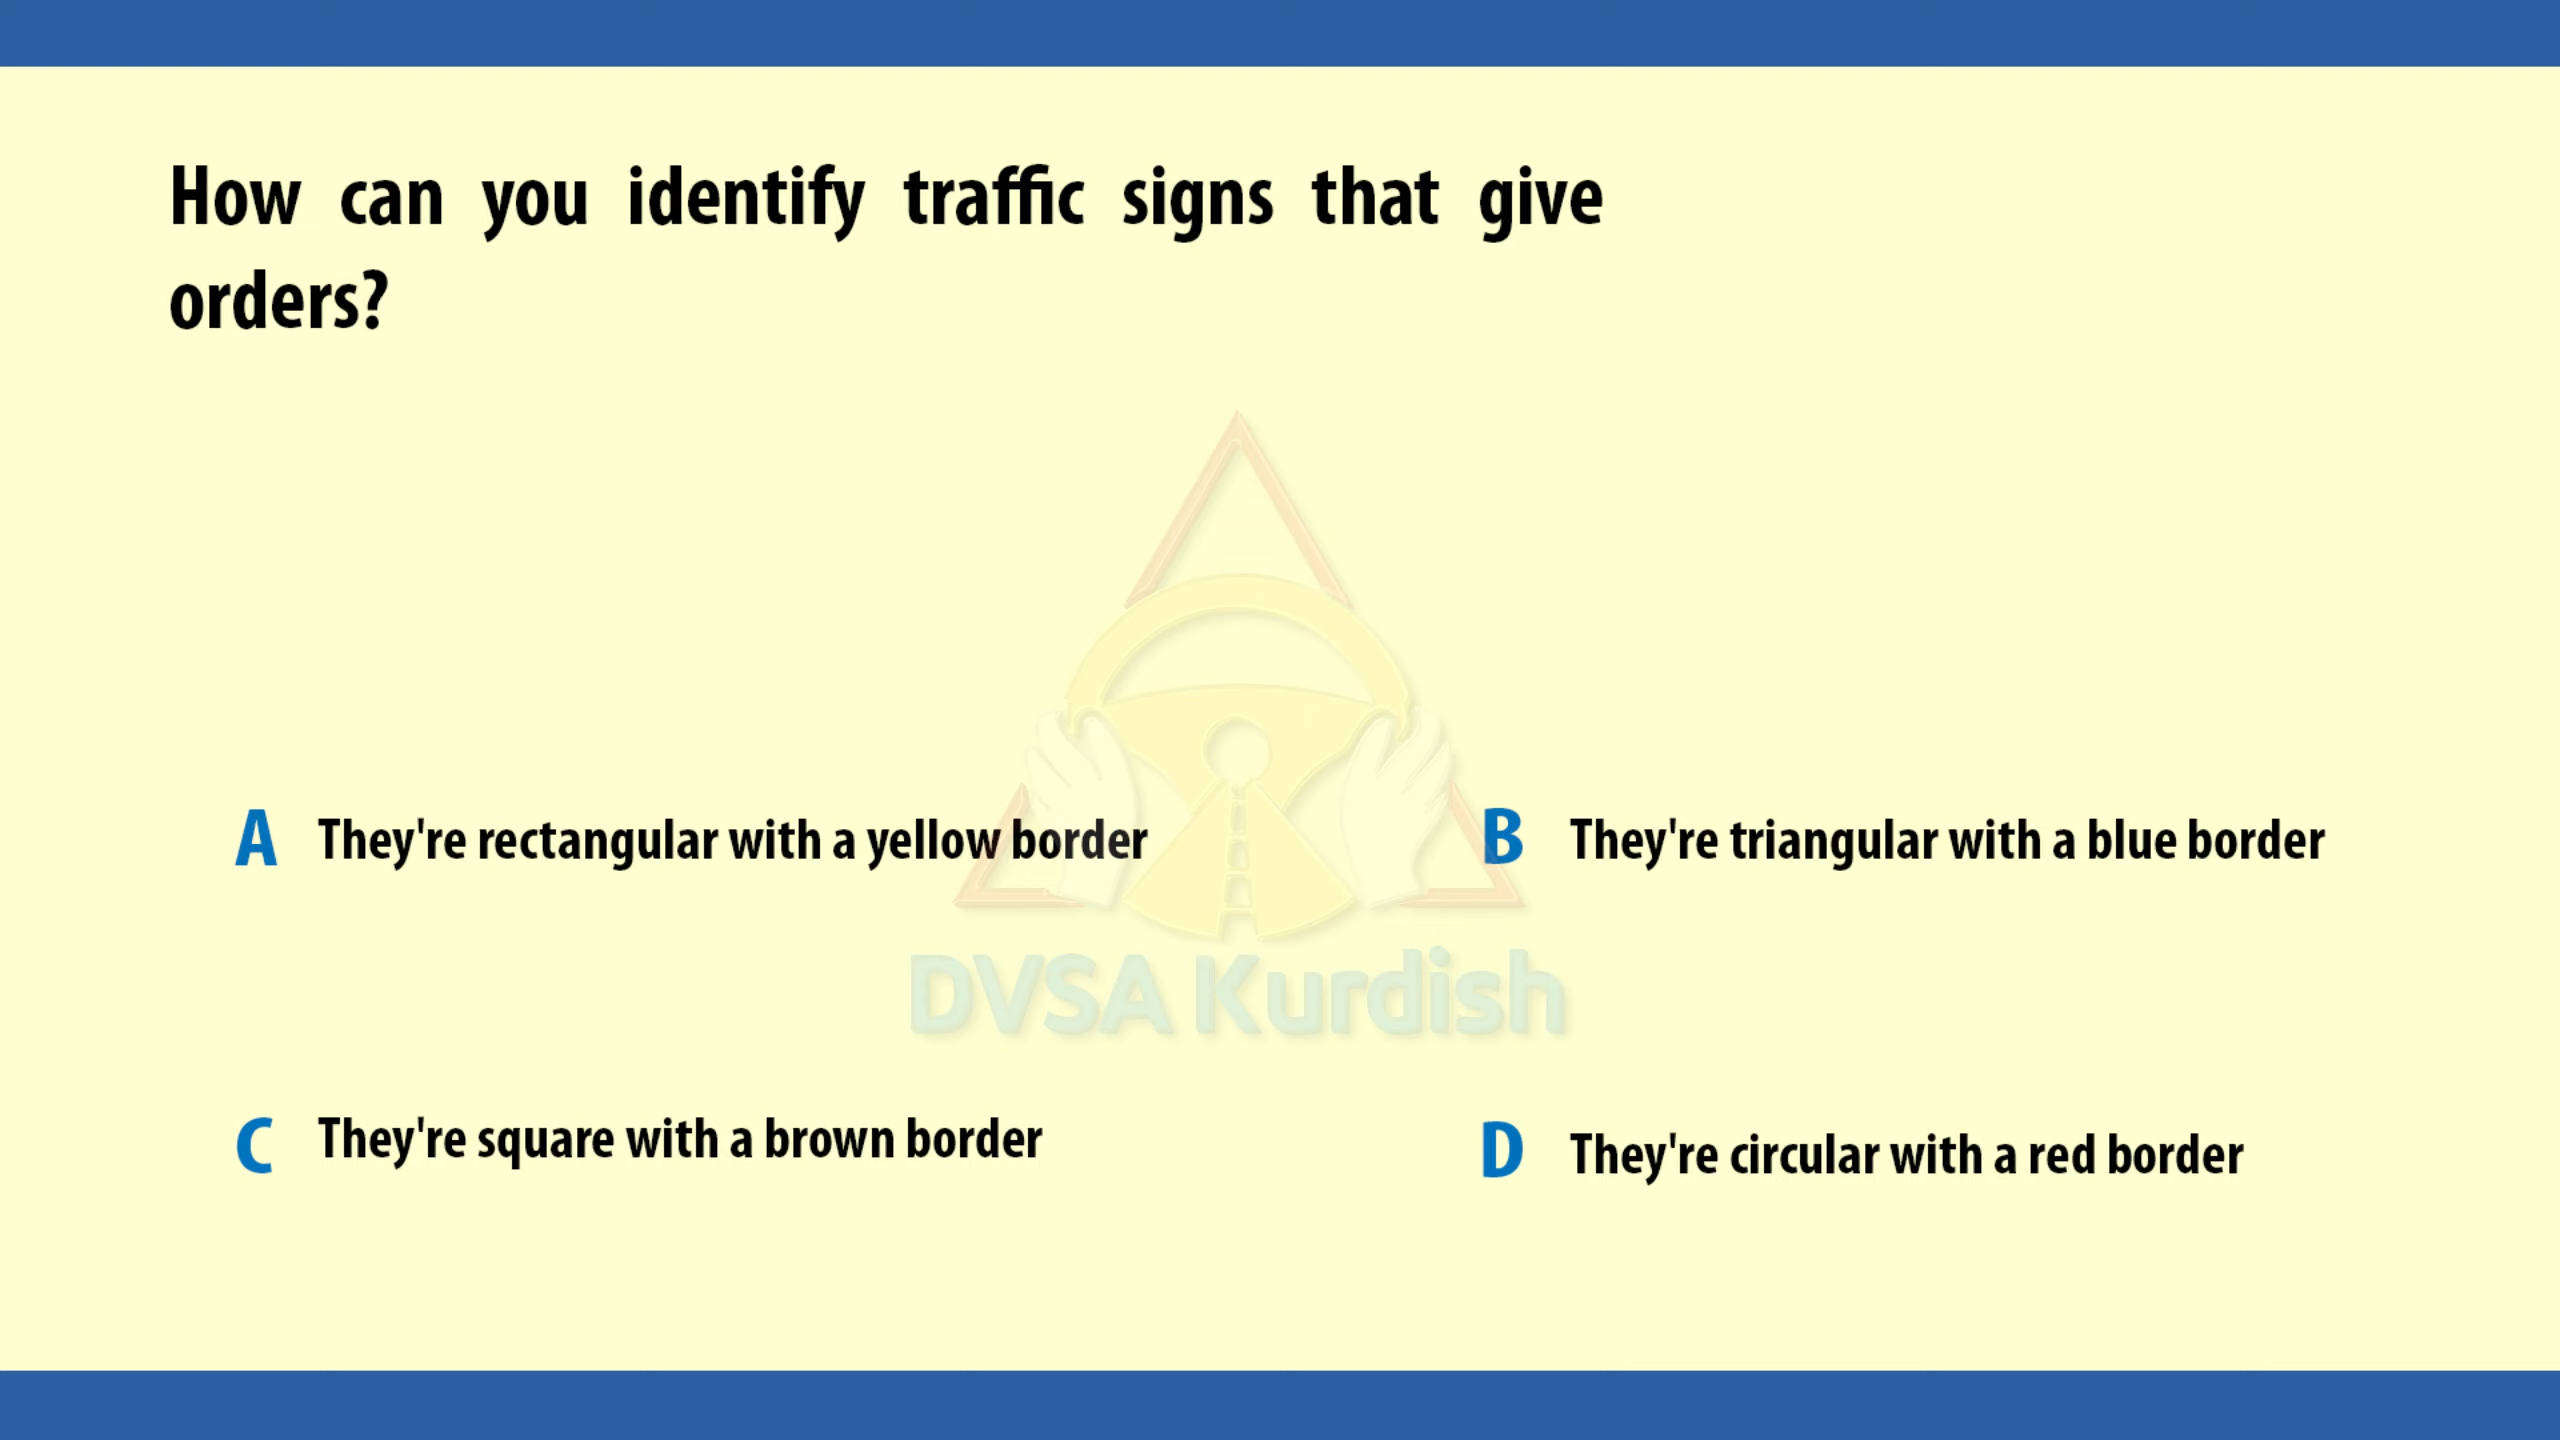 How can you identify traffic signs that give
orders?
A They're rectangular with a yellow border
B They're triangular with a blue border
DVSA Kurdish
C They're square with a brown border
D They're circular with a red border